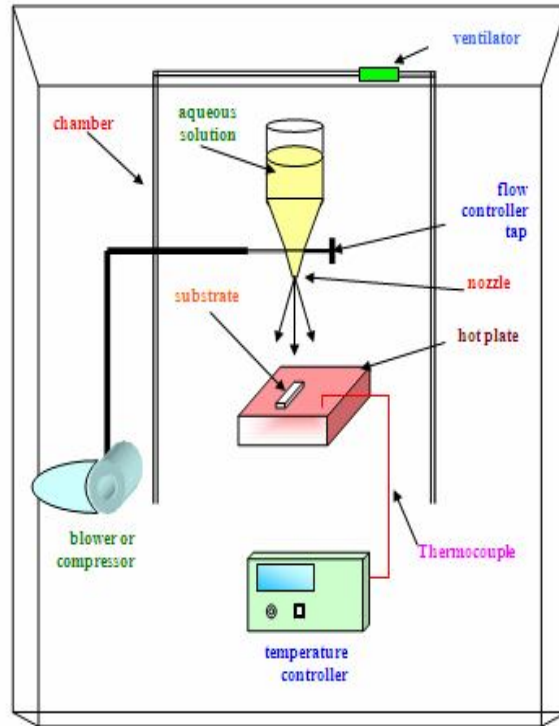 ventilator
aqueous
solution
chamber
flow
controller
tap
substrate
nozzle
hot plate
blower or
compressor
Thermocouple
temperature
controller